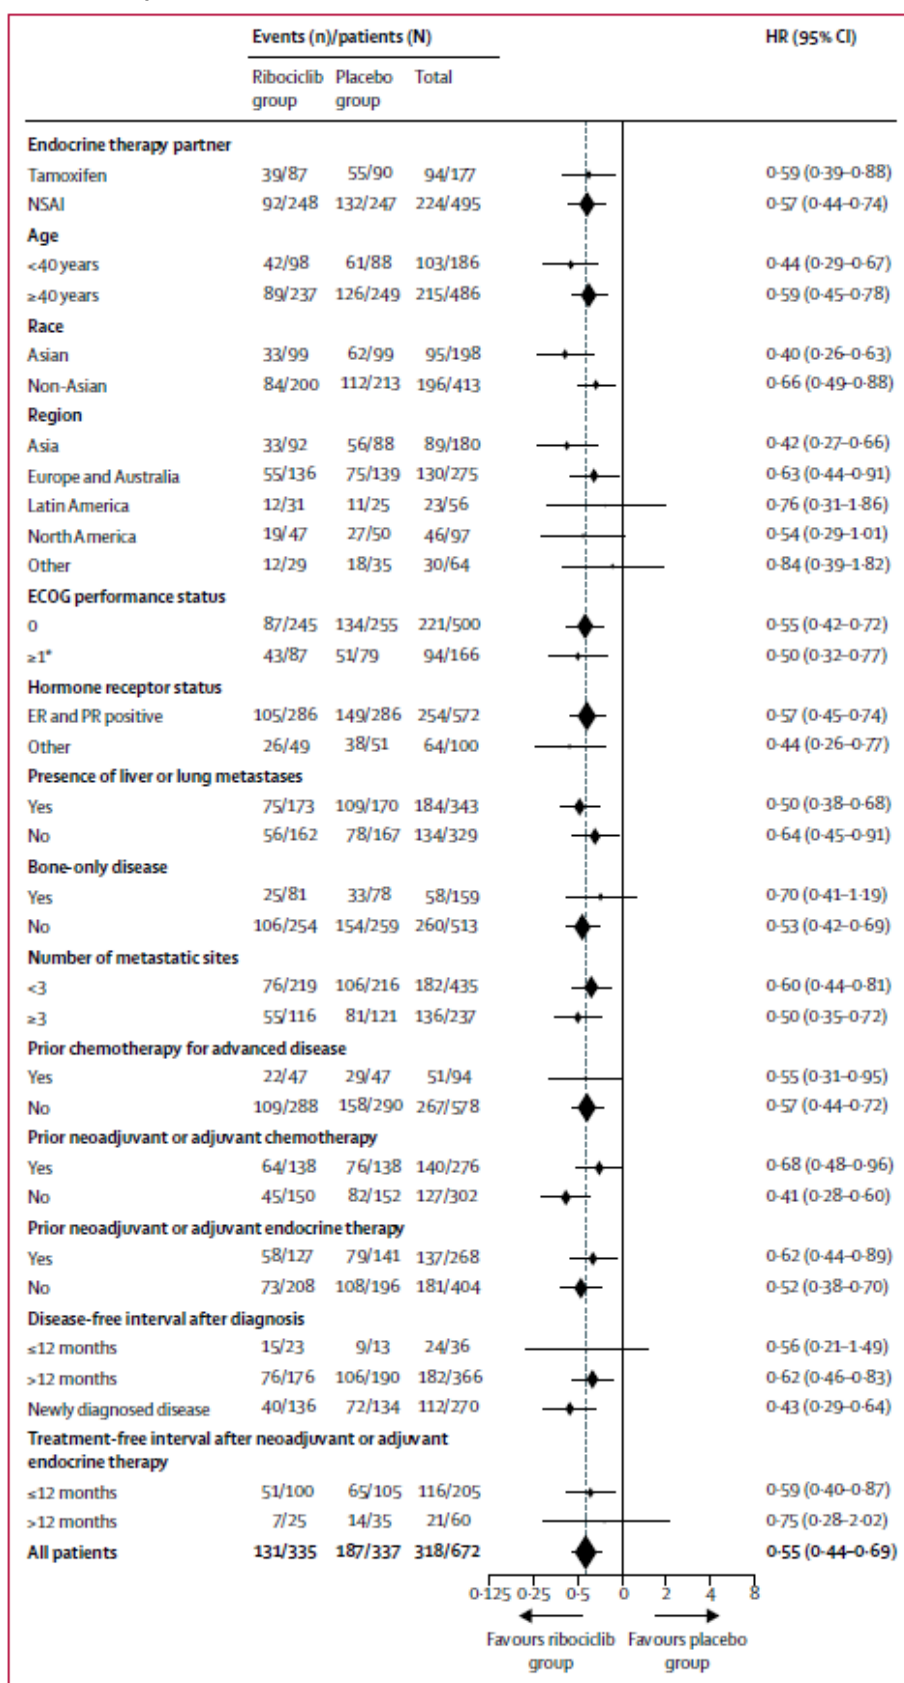 Events (n)/patients (N) HR (95% CI)
Ribociclib group Placebo group Total
Endocrine therapy partner
Tamoxifen 39/87 55/90 94/177 0·59 (0·39–0·88)
NSAI 92/248 132/247 224/495 0·57 (0·44–0·74)
Age
<40 years 42/98 61/88 103/186 0·44 (0·29–0·67)
≥40 years 89/237 126/249 215/486 0·59 (0·45–0·78)
Race
Asian 33/99 62/99 95/198 0·40 (0·26–0·63)
Non-Asian 84/200 112/213 196/413 0·66 (0·49–0·88)
Region
Asia 33/92 56/88 89/180 0·42 (0·27–0·66)
Europe and Australia 55/136 75/139 130/275 0·63 (0·44–0·91)
Latin America 12/31 11/25 23/56 0·76 (0·31–1·86)
North America 19/47 27/50 46/97 0·54 (0·29–1·01)
Other 12/29 18/35 30/64 0·84 (0·39–1·82)
ECOG performance status
0 87/245 134/255 221/500 0·55 (0·42–0·72)
≥1* 43/87 51/79 94/166 0·50 (0·32–0·77)
Hormone receptor status
ER and PR positive 105/286 149/286 254/572 0·57 (0·45–0·74)
Other 26/49 38/51 64/100 0·44 (0·26–0·77)
Presence of liver or lung metastases
Yes 75/173 109/170 184/343 0·50 (0·38–0·68)
No 56/162 78/167 134/329 0·64 (0·45–0·91)
Bone-only disease
Yes 25/81 33/78 58/159 0·70 (0·41–1·19)
No 106/254 154/259 260/513 0·53 (0·42–0·69)
Number of metastatic sites
<3 76/219 106/216 182/435 0·60 (0·44–0·81)
≥3 55/116 81/121 136/237 0·50 (0·35–0·72)
Prior chemotherapy for advanced disease
Yes 22/47 29/47 51/94 0·55 (0·31–0·95)
No 109/288 158/290 267/578 0·57 (0·44–0·72)
Prior neoadjuvant or adjuvant chemotherapy
Yes 64/138 76/138 140/276 0·68 (0·48–0·96)
No 45/150 82/152 127/302 0·41 (0·28–0·60)
Prior neoadjuvant or adjuvant endocrine therapy
Yes 58/127 79/141 137/268 0·62 (0·44–0·89)
No 73/208 108/196 181/404 0·52 (0·38–0·70)
Disease-free interval after diagnosis
≤12 months 15/23 9/13 24/36 0·56 (0·21–1·49)
>12 months 76/176 106/190 182/366 0·62 (0·46–0·83)
Newly diagnosed disease 40/136 72/134 112/270 0·43 (0·29–0·64)
Treatment-free interval after neoadjuvant or adjuvant
endocrine therapy
≤12 months 51/100 65/105 116/205 0·59 (0·40–0·87)
>12 months 7/25 14/35 21/60 0·75 (0·28–2·02)
All patients 131/335 187/337 318/672 0·55 (0·44–0·69)
0·125 0·25 0·5 0 2 4 8
Favours ribociclib group Favours placebo group